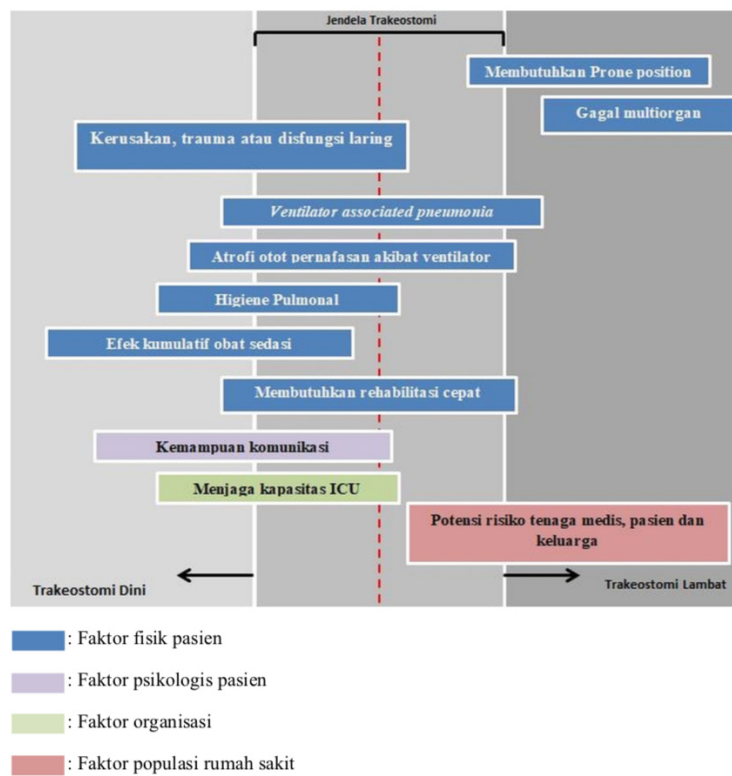 Jendela Trakeostomi
Membutuhkan Prone position
Gagal multiorgan
Kerusakan, trauma atau disfungsi laring
Ventilator associated pneumonia
Atrofi otot pernafasan akibat ventilator
Higiene Pulmonal
Efek kumulatif obat sedasi
Membutuhkan rehabilitasi cepat
Kemampuan komunikasi
Menjaga kapasitas ICU
Potensi risiko tenaga medis, pasien dan
keluarga
Trakeostomi Dini
Trakeostomi Lambat
: Faktor fisik pasien
: Faktor psikologis pasien
: Faktor organisasi
: Faktor populasi rumah sakit